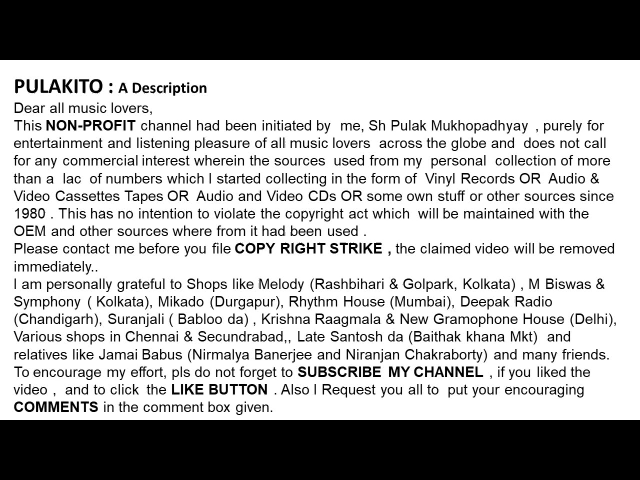 PULAKITO : A Description
Dear all music lovers,
This NON-PROFIT channel had been initiated by me, Sh Pulak Mukhopadhyay , purely for
entertainment and listening pleasure of all music lovers across the globe and does not call
for any commercial interest wherein the sources used from my personal collection of more
than a lac of numbers which I started collecting in the form of Vinyl Records OR Audio &
Video Cassettes Tapes OR Audio and Video CDs OR some own stuff or other sources since
1980 . This has no intention to violate the copyright act which will be maintained with the
OEM and other sources where from it had been used .
Please contact me before you file COPY RIGHT STRIKE , the claimed video will be removed
immediately..
I am personally grateful to Shops like Melody (Rashbihari & Golpark, Kolkata) , M Biswas &
Symphony ( Kolkata), Mikado (Durgapur), Rhythm House (Mumbai), Deepak Radio
(Chandigarh), Suranjali ( Babloo da) , Krishna Raagmala & New Gramophone House (Delhi),
Various shops in Chennai & Secundrabad,, Late Santosh da (Baithak khana Mkt) and
relatives like Jamai Babus (Nirmalya Banerjee and Niranjan Chakraborty) and many friends.
To encourage my effort, pls do not forget to SUBSCRIBE MY CHANNEL , if you liked the
video , and to click the LIKE BUTTON . Also I Request you all to put your encouraging
COMMENTS in the comment box given.